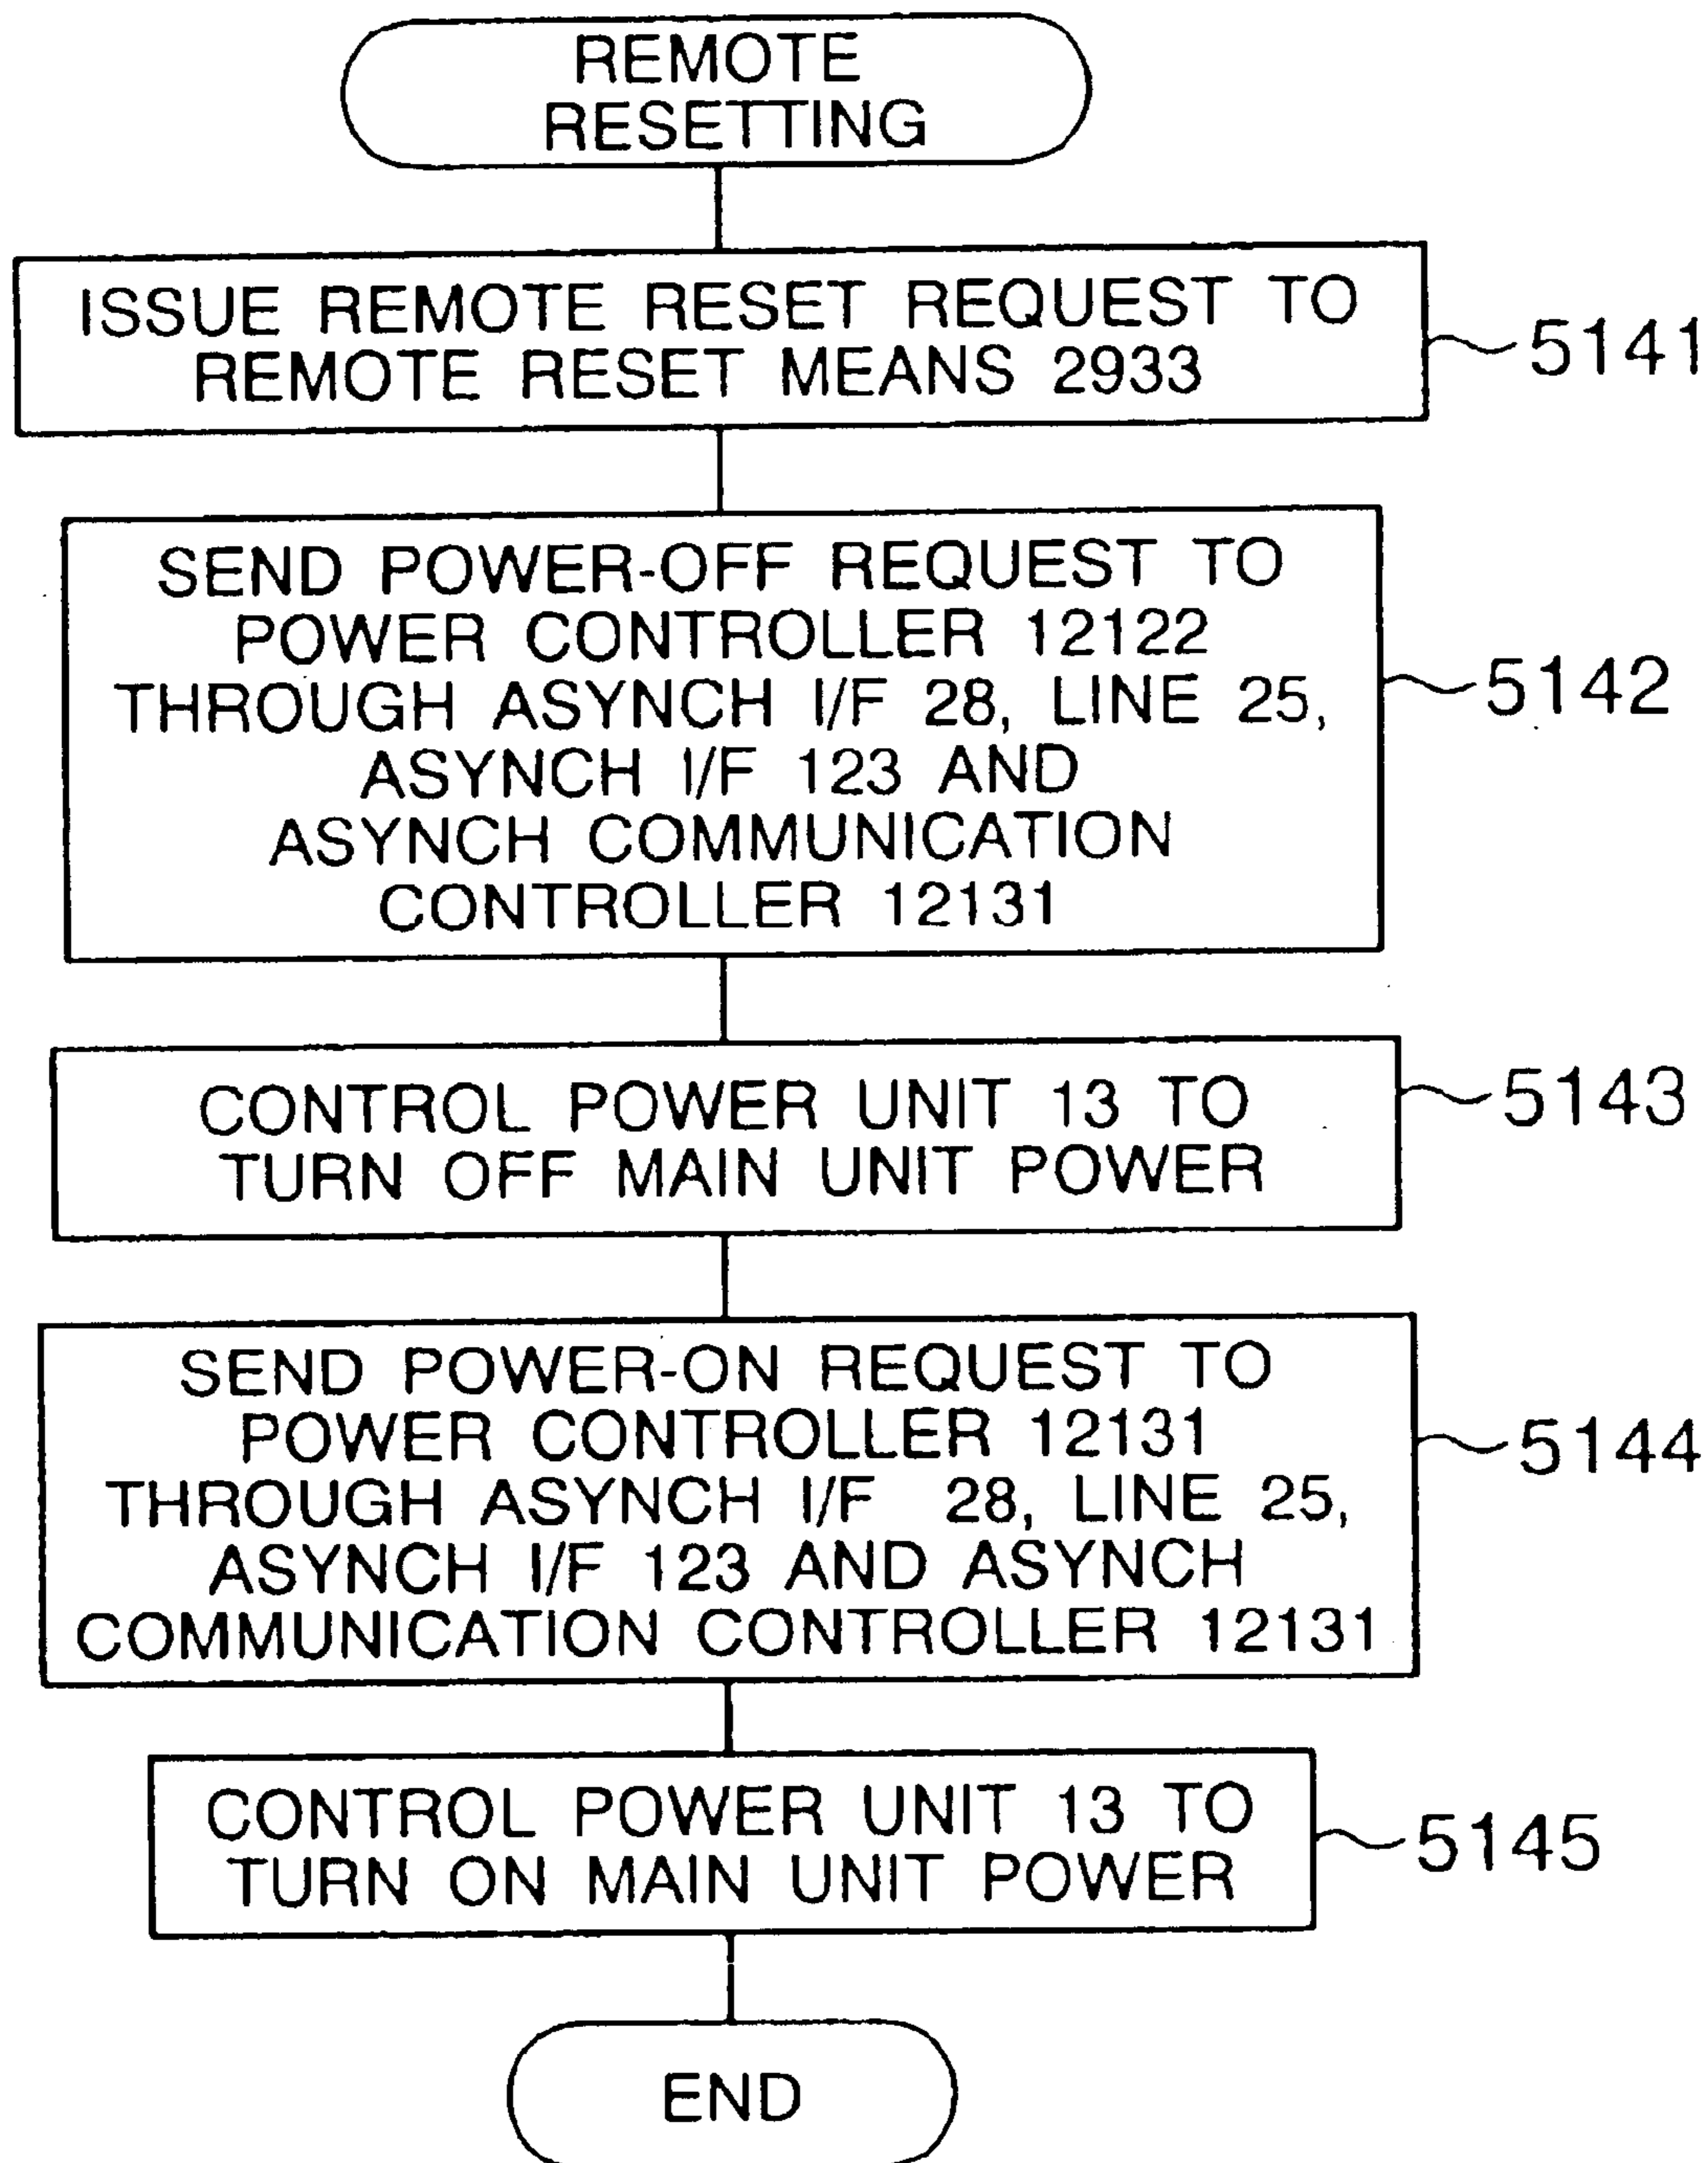 REMOTE
RESETTING
ISSUE REMOTE RESET REQUEST TO
REMOTE RESET MEANS 2933
5141
SEND POWER-OFF REQUEST TO
POWER CONTROLLER 12122
THROUGH ASYNCH I/F 28, LINE 25,
ASYNCH I/F 123 AND
ASYNCH COMMUNICATION
CONTROLLER 12131
5142
CONTROL POWER UNIT 13 TO
TURN OFF MAIN UNIT POWER
5143
SEND POWER-ON REQUEST TO
POWER CONTROLLER 12131
THROUGH ASYNCH I/F 28, LINE 25,
ASYNCH I/F 123 AND ASYNCH
COMMUNICATION CONTROLLER 12131
5144
CONTROL POWER UNIT 13 TO
TURN ON MAIN UNIT POWER
5145
END